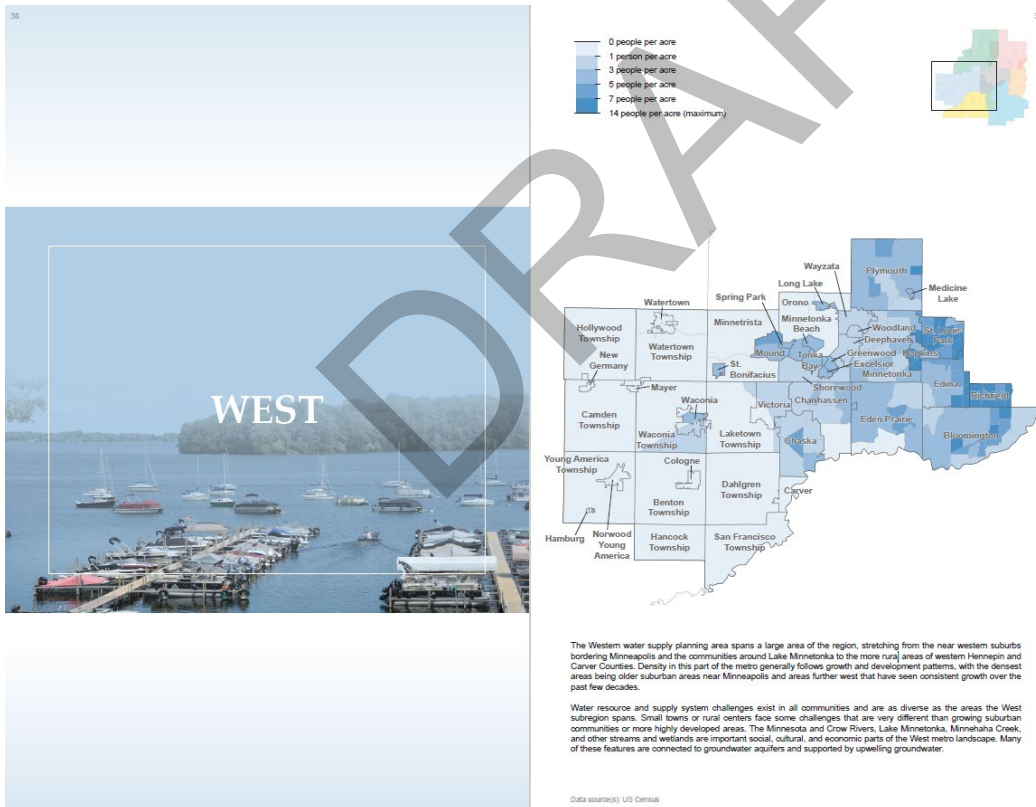 38
WEST
DRAF
0 people per acre
1 person per acre
3 people per acre
5 people per acre
7 people per acre
14 people per acre (maximum)
Wayzata
Plymouth
Long Lake
Medicine
Lake
Spring Park
Orono
Watertown
Minnetrista
Minnetonka
Beach
Hollywood
Township
Woodland
St. Louis
Park
Deephaven
Watertown
Township
Mound
Tonka
Bay
Greenwood
Hopkins
New
Germany
St.
Bonifacius
Excelsior
Minnetonka
Mayer
Shorewood
Edina
Richfield
Waconia
Victoria
Chanhassen
Camden
Township
Eden Prairie
Waconia
Township
Laketown
Township
Chaska
Bloomington
Young America
Township
Cologne
Dahlgren
Township
Carver
Benton
Township
Hamburg
Norwood
Young
America
Hancock
Township
San Francisco
Township
The Western water supply planning area spans a large area of the region, stretching from the near western suburbs
bordering Minneapolis and the communities around Lake Minnetonka to the more rural areas of western Hennepin and
Carver Counties. Density in this part of the metro generally follows growth and development patterns, with the densest
areas being older suburban areas near Minneapolis and areas further west that have seen consistent growth over the
past few decades.
Water resource and supply system challenges exist in all communities and are as diverse as the areas the West
subregion spans. Small towns or rural centers face some challenges that are very different than growing suburban
communities or more highly developed areas. The Minnesota and Crow Rivers, Lake Minnetonka, Minnehaha Creek,
and other streams and wetlands are important social, cultural, and economic parts of the West metro landscape. Many
of these features are connected to groundwater aquifers and supported by upwelling groundwater.
Data source(s): US Census